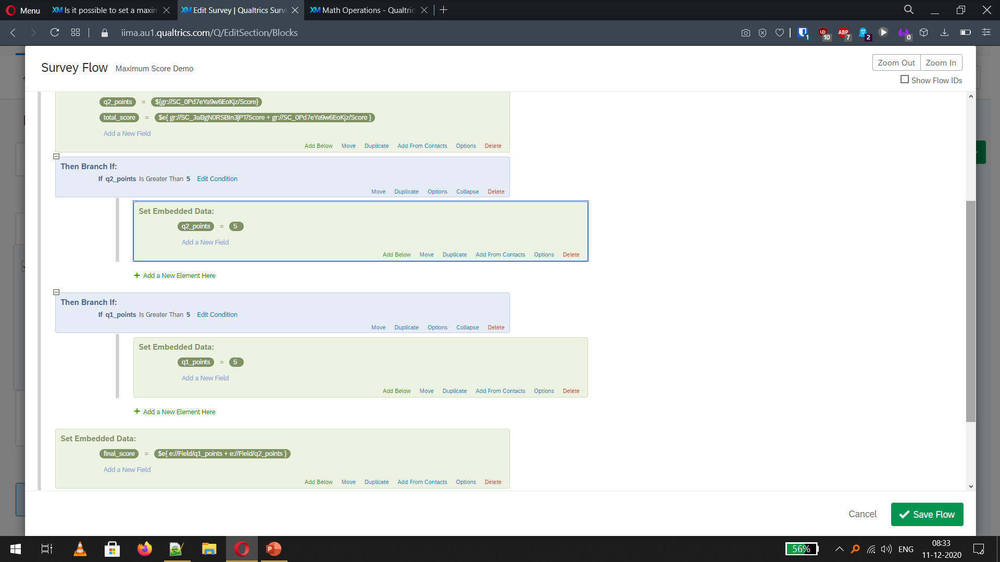 Menu
XM Is it possible to set a maxim
XM Edit Survey | Qualtrics Surve
XM Math Operations - Qualtric
iima.au1.qualtrics.com/Q/EditSection/Blocks
1
UD 10
ABP 7
2
0
Survey Flow Maximum Score Demo
Zoom Out Zoom In
Show Flow IDs
q2_points = ${gr://SC_0Pd7eYa9w6EoKjz/Score}
total_score = $e{ gr://SC_3aBgN0RSBIn3jPT/Score + gr://SC_0Pd7eYa9w6EoKjz/Score }
Add a New Field
Add Below Move Duplicate Add From Contacts Options Delete
Then Branch If:
If q2_points Is Greater Than 5 Edit Condition
Move Duplicate Options Collapse Delete
Set Embedded Data:
q2_points = 5
Add a New Field
Add Below Move Duplicate Add From Contacts Options Delete
+ Add a New Element Here
Then Branch If:
If q1_points Is Greater Than 5 Edit Condition
Move Duplicate Options Collapse Delete
Set Embedded Data:
q1_points = 5
Add a New Field
Add Below Move Duplicate Add From Contacts Options Delete
+ Add a New Element Here
Set Embedded Data:
final_score = $e{ e://Field/q1_points + e://Field/q2_points }
Add a New Field
Add Below Move Duplicate Add From Contacts Options Delete
Cancel Save Flow
56%
ENG
08:33
11-12-2020